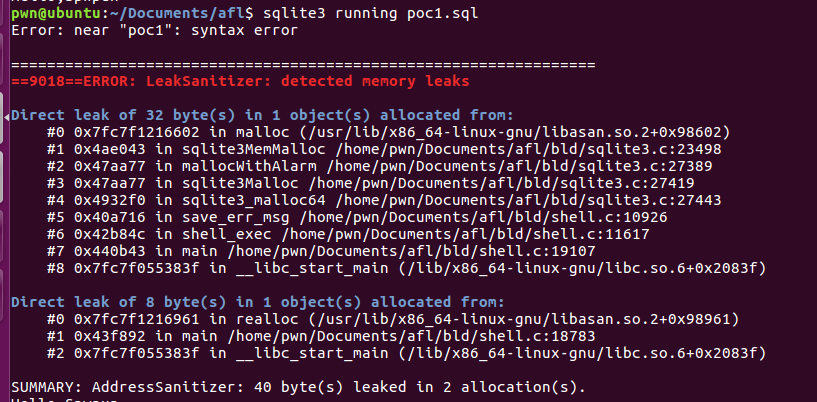 pwn@ubuntu:~/Documents/afl$ sqlite3 running poc1.sql
Error: near "poc1": syntax error
=================================================================
==9018==ERROR: LeakSanitizer: detected memory leaks
Direct leak of 32 byte(s) in 1 object(s) allocated from:
#0 0x7fc7f1216602 in malloc (/usr/lib/x86_64-linux-gnu/libasan.so.2+0x98602)
#1 0x4ae043 in sqlite3MemMalloc /home/pwn/Documents/afl/bld/sqlite3.c:23498
#2 0x47aa77 in mallocWithAlarm /home/pwn/Documents/afl/bld/sqlite3.c:27389
#3 0x47aa77 in sqlite3Malloc /home/pwn/Documents/afl/bld/sqlite3.c:27419
#4 0x4932f0 in sqlite3_malloc64 /home/pwn/Documents/afl/bld/sqlite3.c:27443
#5 0x40a716 in save_err_msg /home/pwn/Documents/afl/bld/shell.c:10926
#6 0x42b84c in shell_exec /home/pwn/Documents/afl/bld/shell.c:11617
#7 0x440b43 in main /home/pwn/Documents/afl/bld/shell.c:19107
#8 0x7fc7f055383f in __libc_start_main (/lib/x86_64-linux-gnu/libc.so.6+0x2083f)
Direct leak of 8 byte(s) in 1 object(s) allocated from:
#0 0x7fc7f1216961 in realloc (/usr/lib/x86_64-linux-gnu/libasan.so.2+0x98961)
#1 0x43f892 in main /home/pwn/Documents/afl/bld/shell.c:18783
#2 0x7fc7f055383f in __libc_start_main (/lib/x86_64-linux-gnu/libc.so.6+0x2083f)
SUMMARY: AddressSanitizer: 40 byte(s) leaked in 2 allocation(s).